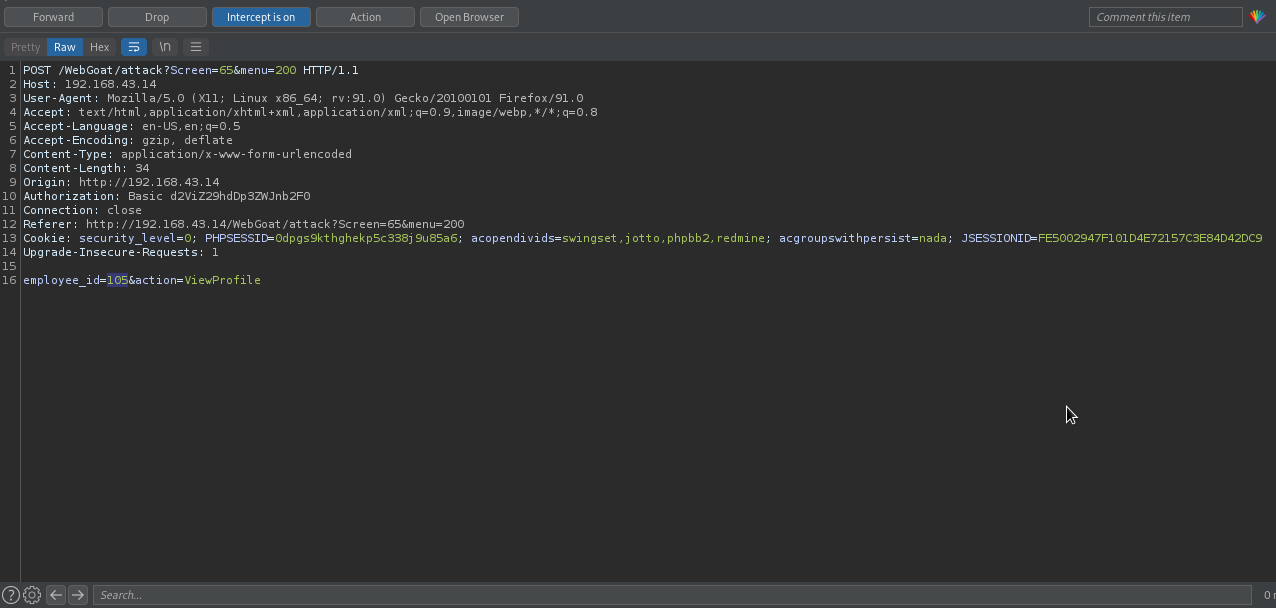 Forward Drop Intercept is on Action Open Browser Comment this item
Pretty Raw Hex \n
1 POST /WebGoat/attack?Screen=65&menu=200 HTTP/1.1
2 Host: 192.168.43.14
3 User-Agent: Mozilla/5.0 (X11; Linux x86_64; rv:91.0) Gecko/20100101 Firefox/91.0
4 Accept: text/html,application/xhtml+xml,application/xml;q=0.9,image/webp,*/*;q=0.8
5 Accept-Language: en-US,en;q=0.5
6 Accept-Encoding: gzip, deflate
7 Content-Type: application/x-www-form-urlencoded
8 Content-Length: 34
9 Origin: http://192.168.43.14
10 Authorization: Basic d2ViZ29hdDp3ZWJnb2F0
11 Connection: close
12 Referer: http://192.168.43.14/WebGoat/attack?Screen=65&menu=200
13 Cookie: security_level=0; PHPSESSID=0dpgs9kthghekp5c338j9u85a6; acopendivids=swingset,jotto,phpbb2,redmine; acgroupswithpersist=nada; JSESSIONID=FE5002947F101D4E72157C3E84D42DC9
14 Upgrade-Insecure-Requests: 1
15
16 employee_id=105&action=ViewProfile
Search... 0